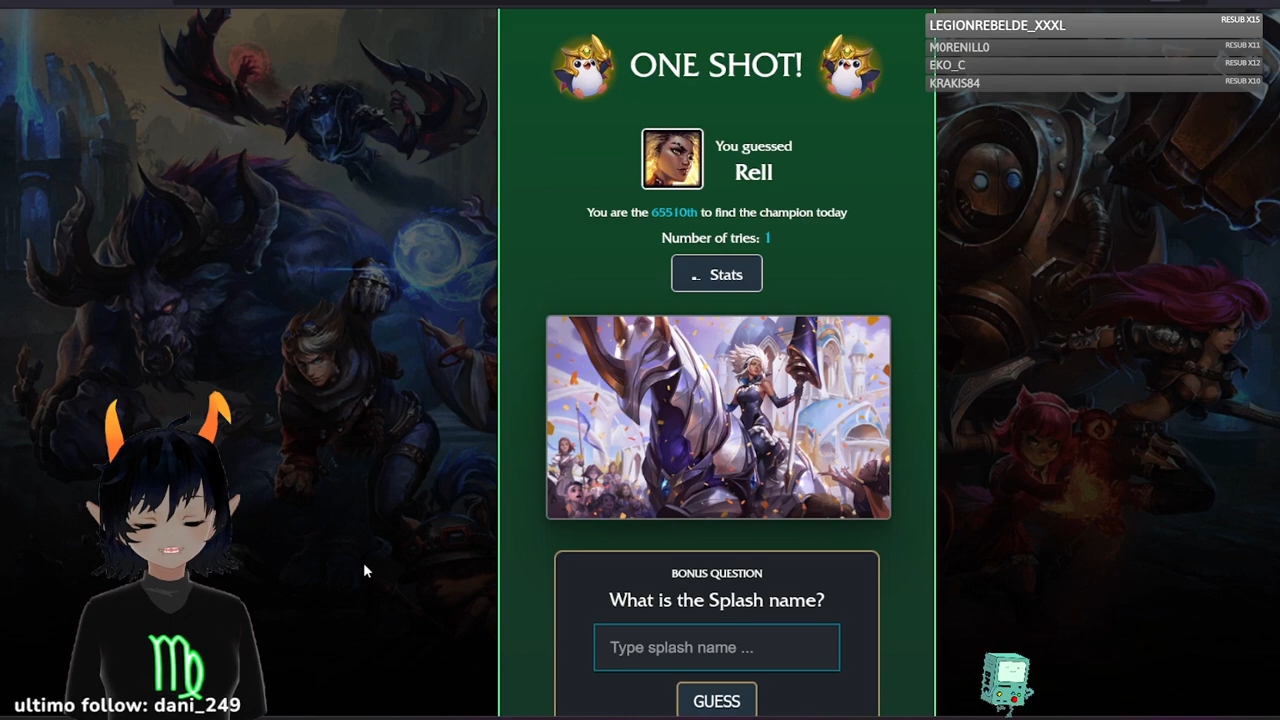 ONE SHOT!
LEGIONREBELDE_XXXL RESUB X15
M0RENILL0 RESUB X11
EKO_C RESUB X12
KRAKIS84 RESUB X10
You guessed
Rell
You are the 65510th to find the champion today
Number of tries: 1
Stats
BONUS QUESTION
What is the Splash name?
Type splash name ...
GUESS
ultimo follow: dani_249